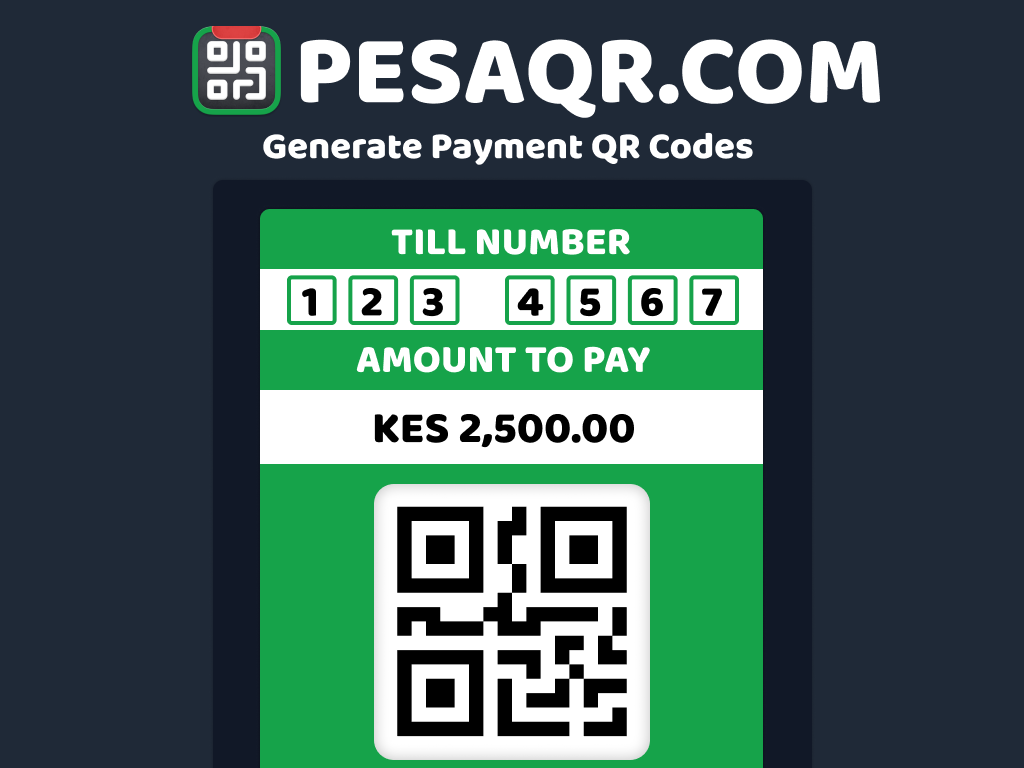 PESAQR.COM
Generate Payment QR Codes
TILL NUMBER
1 2 3 4 5 6 7
AMOUNT TO PAY
KES 2,500.00